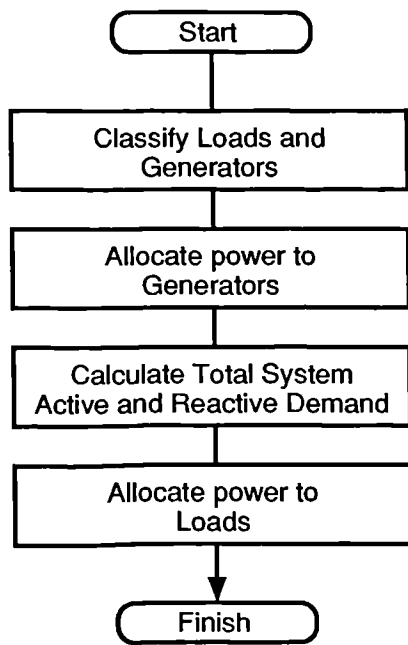 Start
Classify Loads and
Generators
Allocate power to
Generators
Calculate Total System
Active and Reactive Demand
Allocate power to
Loads
Finish